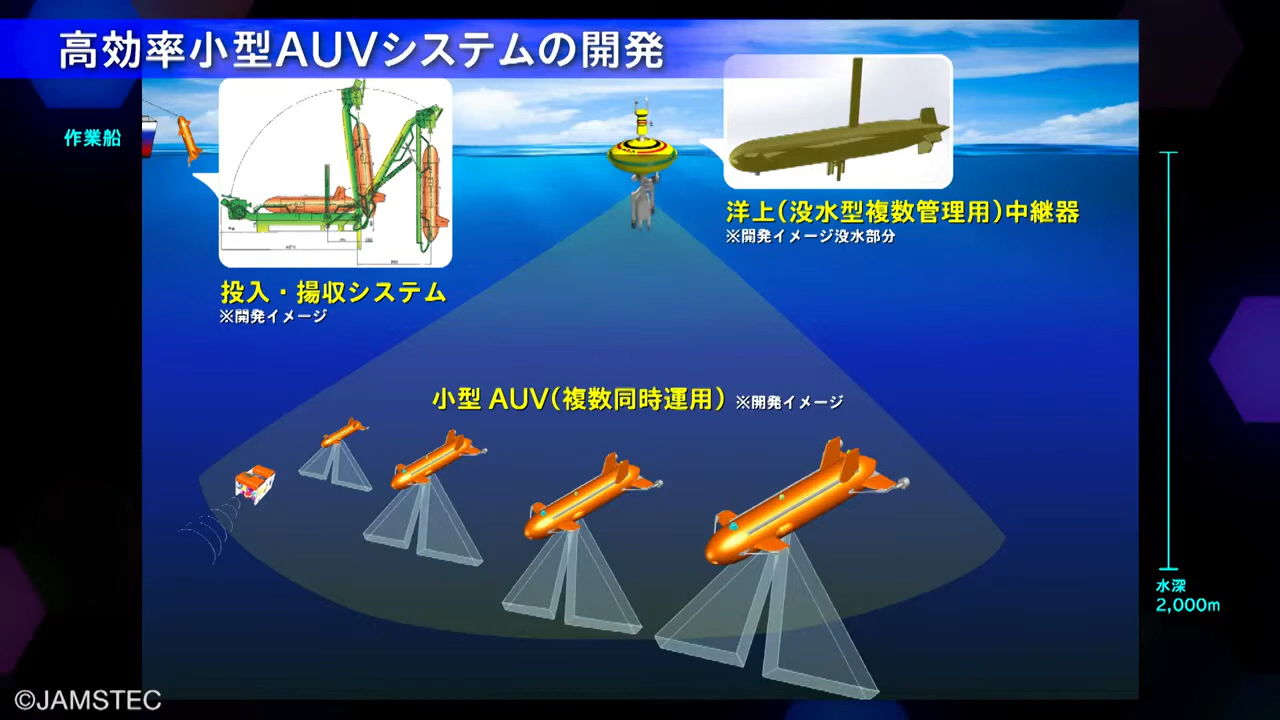 高効率小型AUVシステムの開発
作業船
洋上(没水型複数管理用)中継器
※開発イメージ没水部分
投入・揚収システム
※開発イメージ
小型 AUV(複数同時運用) ※開発イメージ
水深
2,000m
©JAMSTEC